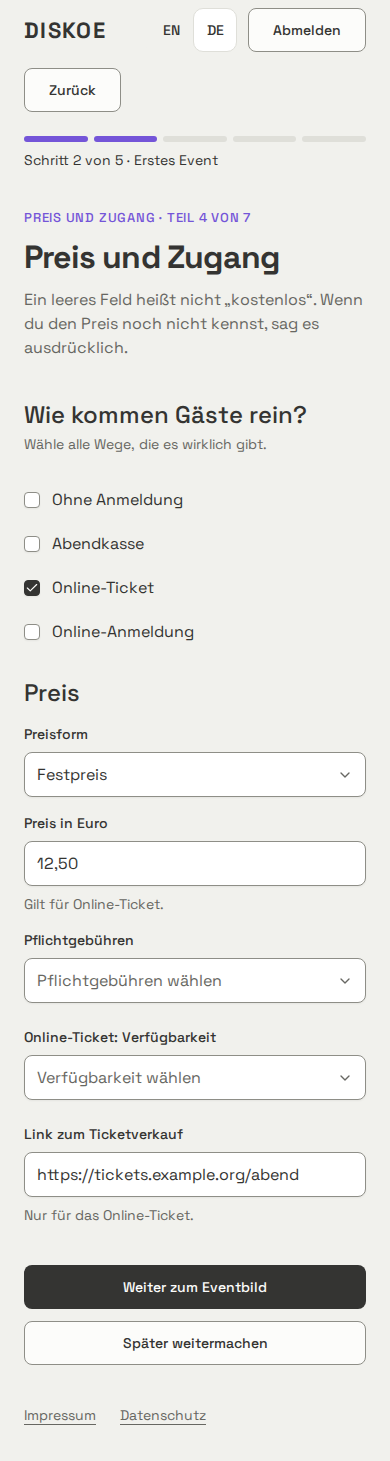 DISKOE
EN
DE
Abmelden
Zurück
Schritt 2 von 5 · Erstes Event
PREIS UND ZUGANG · TEIL 4 VON 7
Preis und Zugang
Ein leeres Feld heißt nicht „kostenlos“. Wenn
du den Preis noch nicht kennst, sag es
ausdrücklich.
Wie kommen Gäste rein?
Wähle alle Wege, die es wirklich gibt.
Ohne Anmeldung
Abendkasse
Online-Ticket
Online-Anmeldung
Preis
Preisform
Festpreis
Preis in Euro
12,50
Gilt für Online-Ticket.
Pflichtgebühren
Pflichtgebühren wählen
Online-Ticket: Verfügbarkeit
Verfügbarkeit wählen
Link zum Ticketverkauf
https://tickets.example.org/abend
Nur für das Online-Ticket.
Weiter zum Eventbild
Später weitermachen
Impressum
Datenschutz